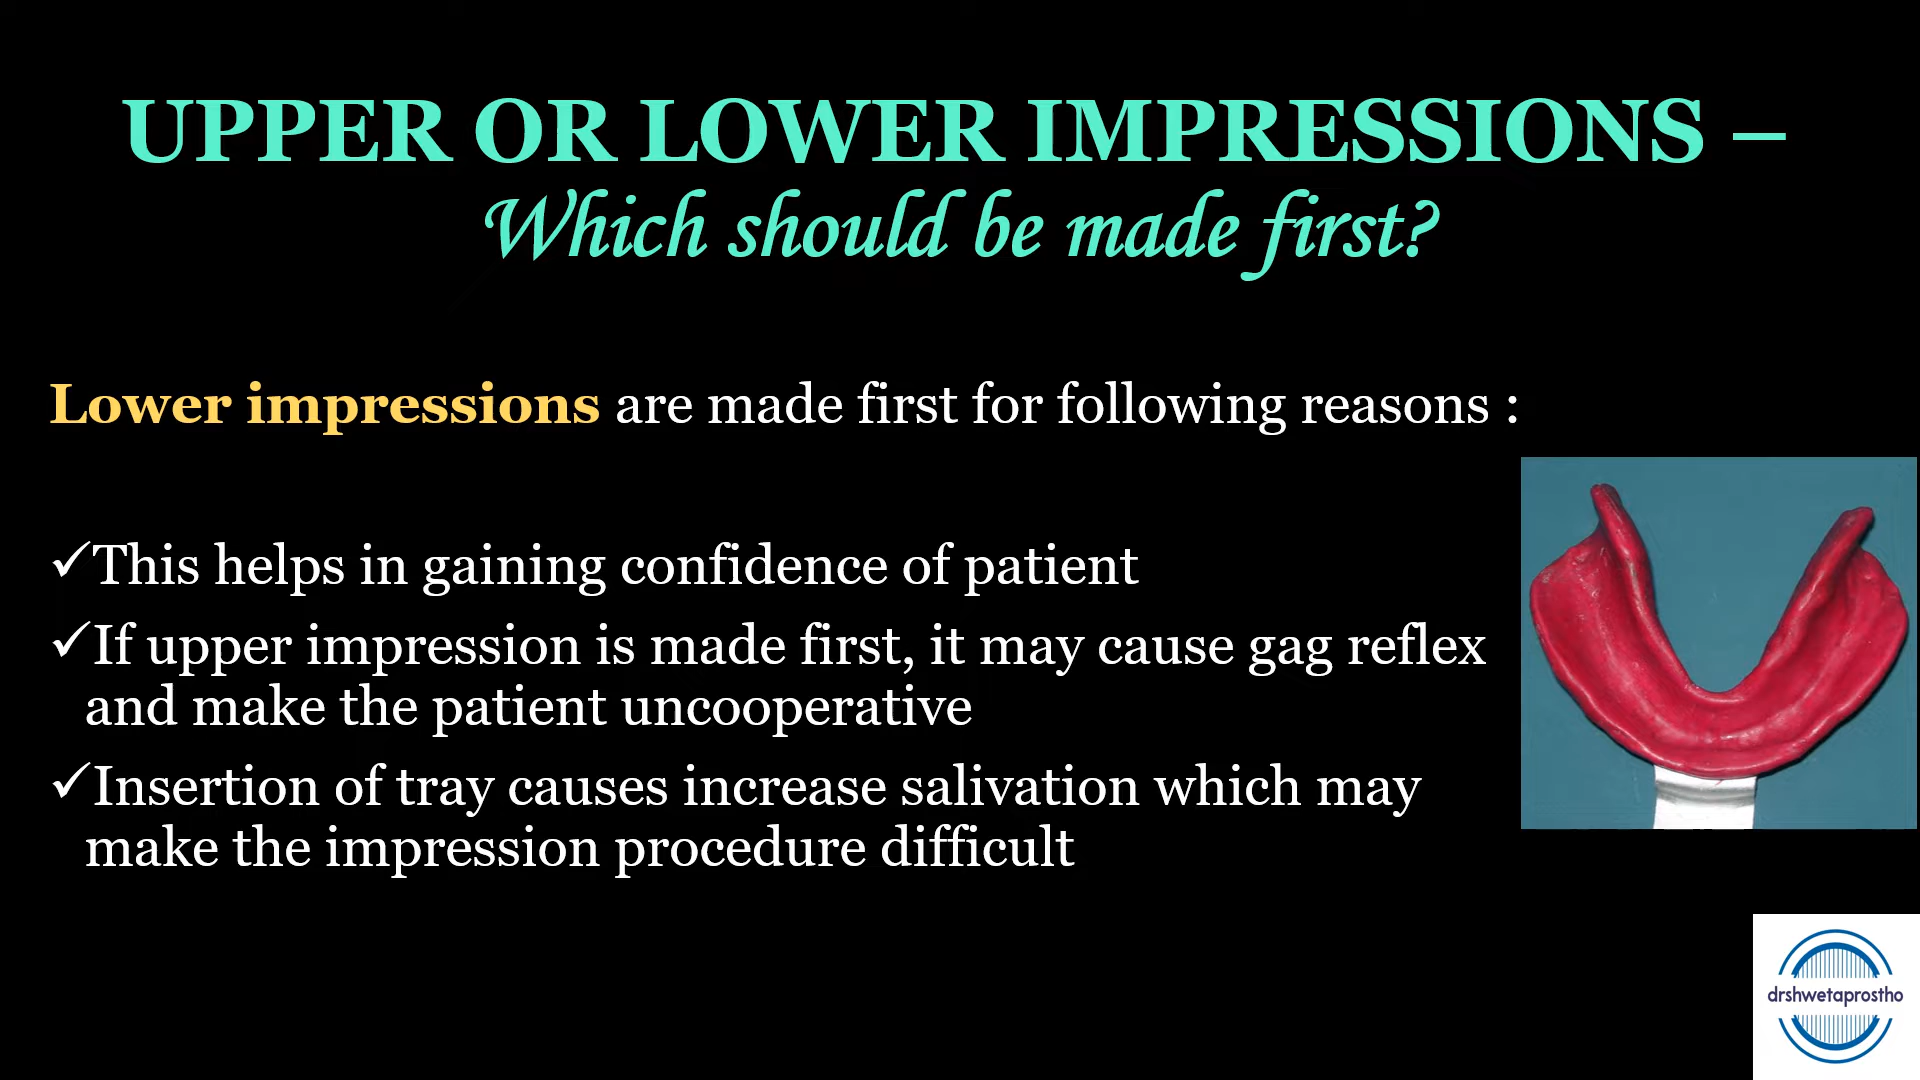 UPPER OR LOWER IMPRESSIONS –
Which should be made first?
Lower impressions are made first for following reasons :
✓This helps in gaining confidence of patient
✓If upper impression is made first, it may cause gag reflex
and make the patient uncooperative
✓Insertion of tray causes increase salivation which may
make the impression procedure difficult
drshwetaprostho